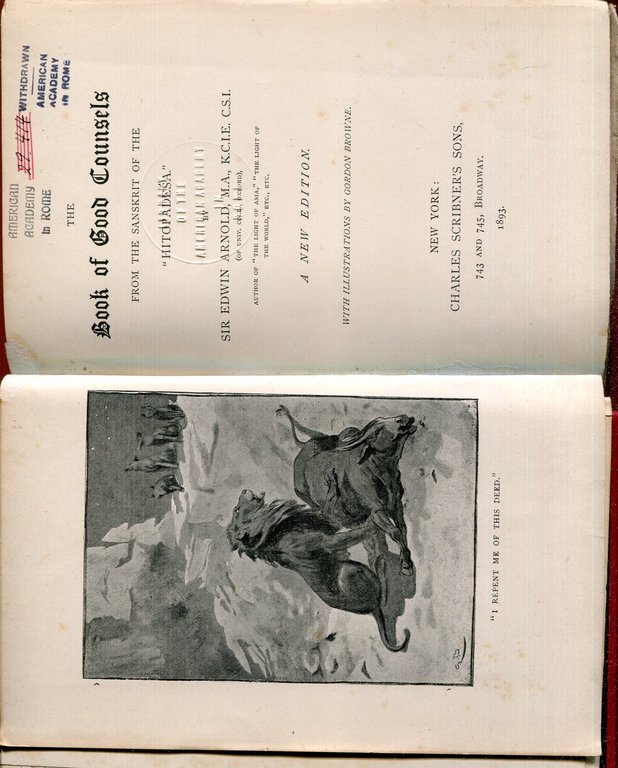 "I REPENT ME OF THIS DEED."
AMERICAN
ACADEMY
in ROME
WITHDRAWN
AMERICAN
ACADEMY
in ROME
THE
Book of Good Counsels
FROM THE SANSKRIT OF THE
"HITOPADESA."
BY
SIR EDWIN ARNOLD, M.A., K.C.I.E. C.S.I.
(OF UNIV. COLL. OXFORD),
AUTHOR OF "THE LIGHT OF ASIA," "THE LIGHT OF
THE WORLD," ETC., ETC.
A NEW EDITION.
WITH ILLUSTRATIONS BY GORDON BROWNE.
NEW YORK:
CHARLES SCRIBNER'S SONS,
743 AND 745, BROADWAY.
1893.